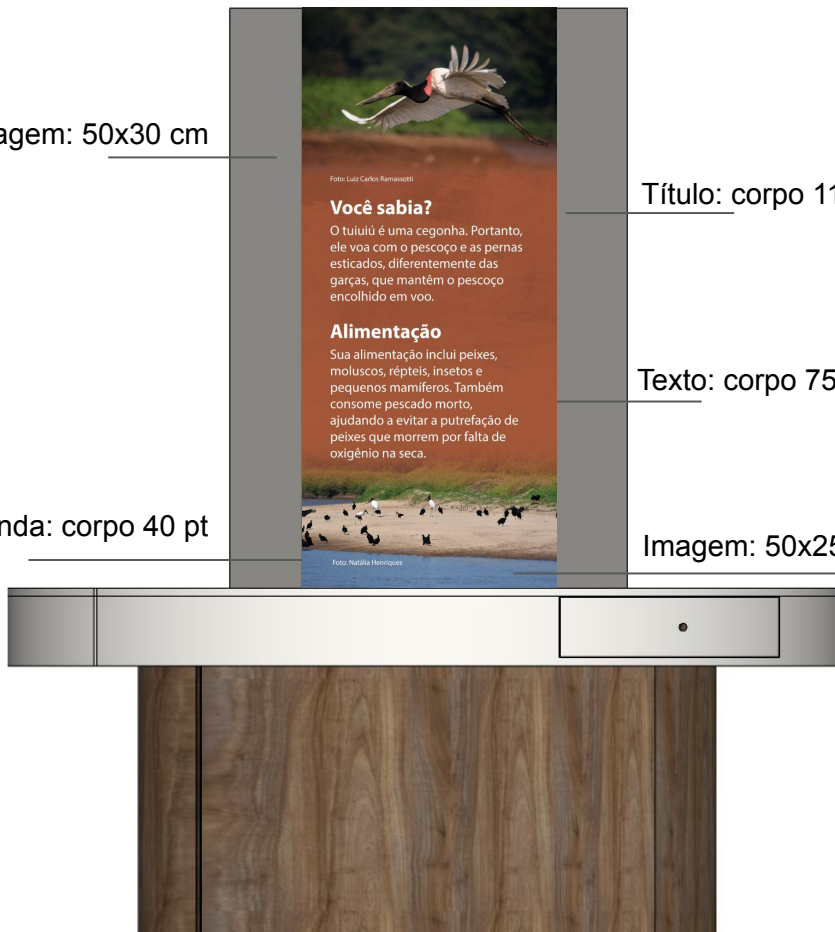 agem: 50x30 cm
Foto: Luiz Carlos Ramassotti
Título: corpo 11
Você sabia?
O tuiuiú é uma cegonha. Portanto,
ele voa com o pescoço e as pernas
esticados, diferentemente das
garças, que mantêm o pescoço
encolhido em voo.
Alimentação
Sua alimentação inclui peixes,
moluscos, répteis, insetos e
pequenos mamíferos. Também
consome pescado morto,
ajudando a evitar a putrefação de
peixes que morrem por falta de
oxigênio na seca.
Texto: corpo 75
nda: corpo 40 pt
Imagem: 50x25
Foto: Natália Henriques